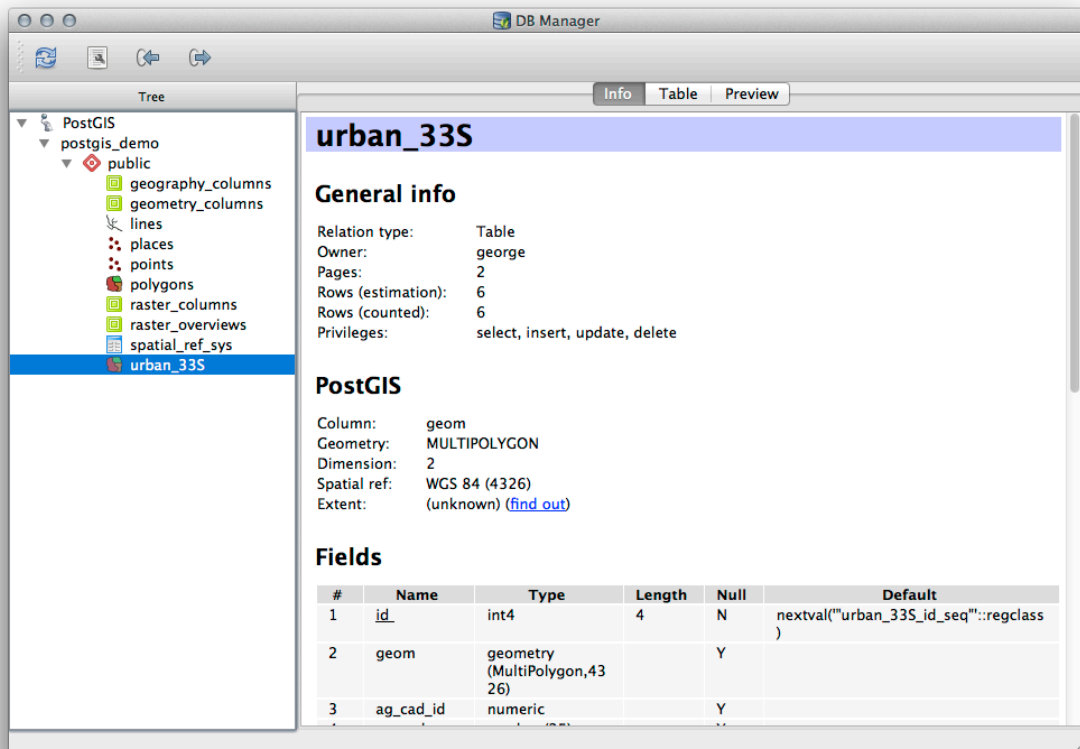 DB Manager
Tree
Info Table Preview
PostGIS
postgis_demo
public
geography_columns
geometry_columns
lines
places
points
polygons
raster_columns
raster_overviews
spatial_ref_sys
urban_33S
urban_33S
General info
Relation type: Table
Owner: george
Pages: 2
Rows (estimation): 6
Rows (counted): 6
Privileges: select, insert, update, delete
PostGIS
Column: geom
Geometry: MULTIPOLYGON
Dimension: 2
Spatial ref: WGS 84 (4326)
Extent: (unknown) (find out)
Fields
# Name Type Length Null Default
1 id int4 4 N nextval('"urban_33S_id_seq"'::regclass
)
2 geom geometry Y
(MultiPolygon,43
26)
3 ag_cad_id numeric Y